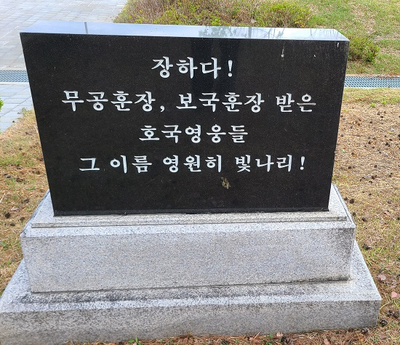 장하다!
무공훈장, 보국훈장 받은
호국영웅들
그 이름 영원히 빛나리!